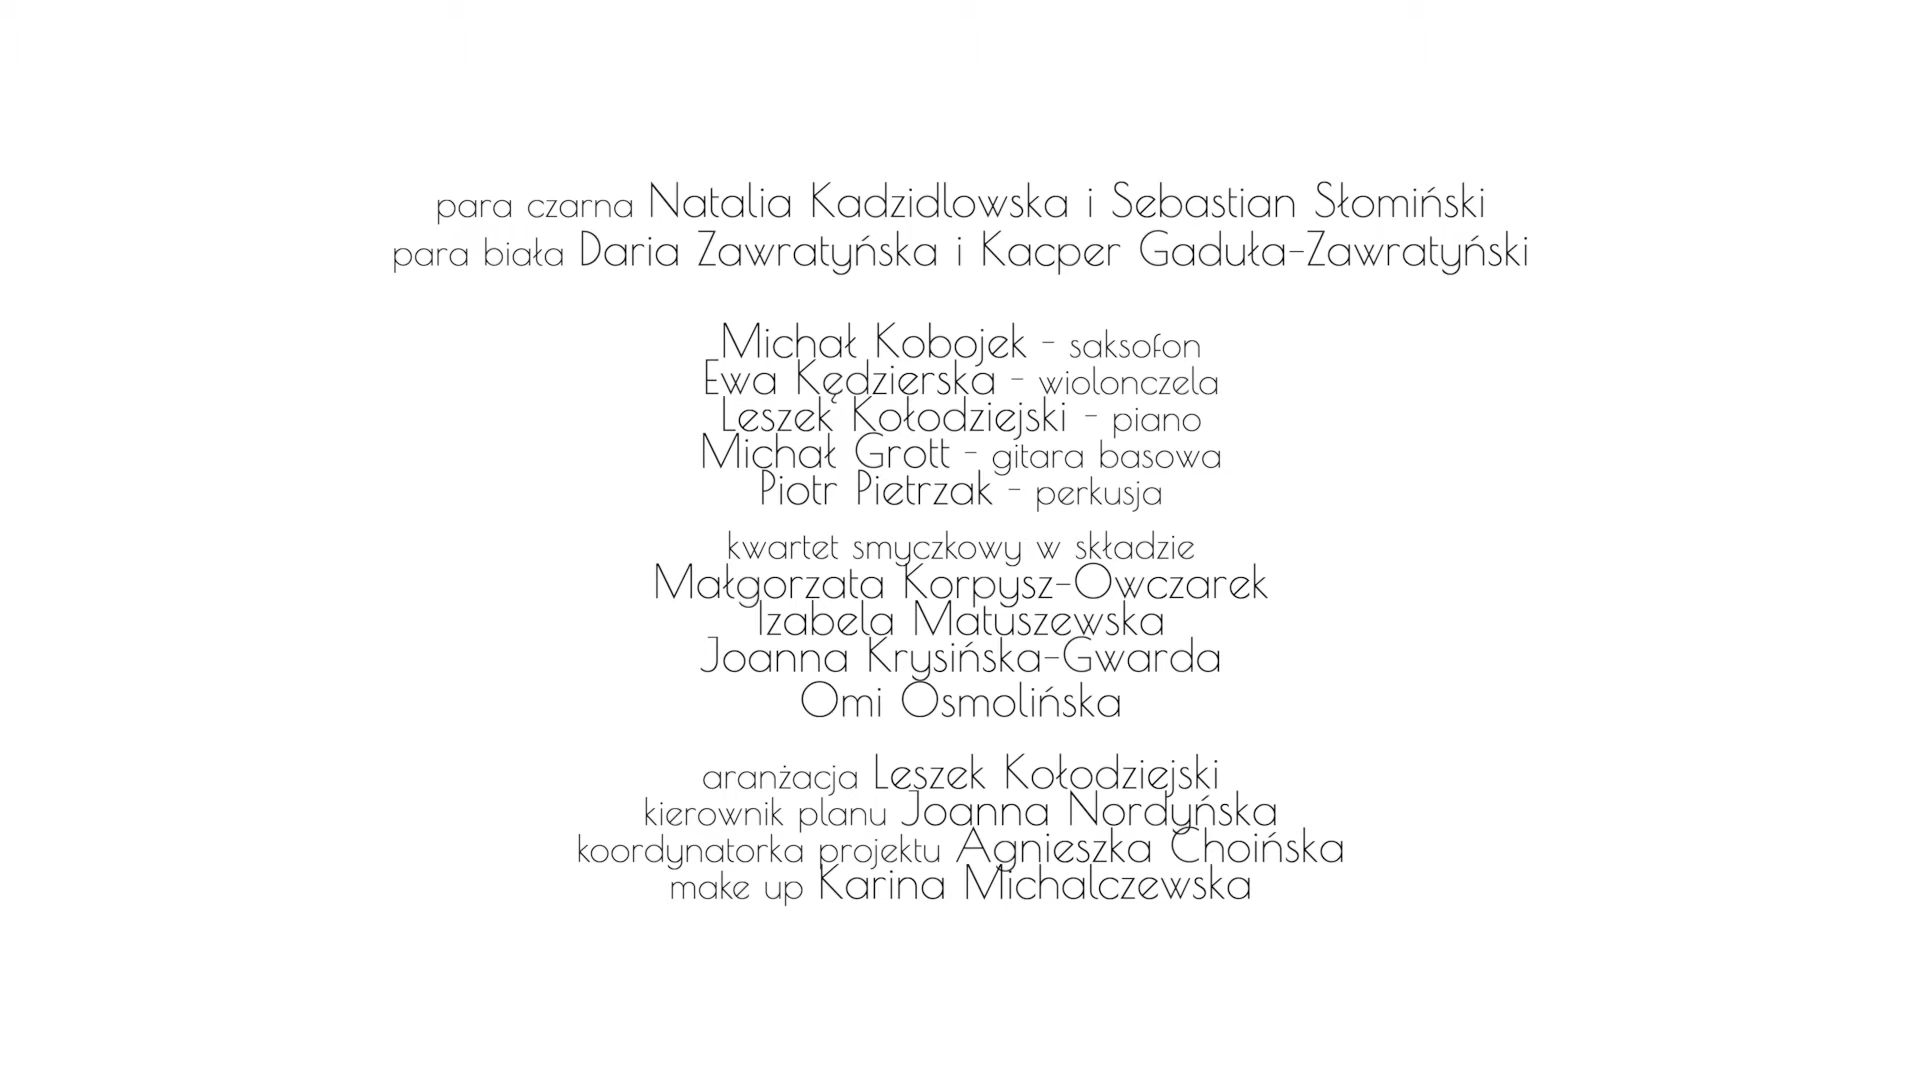 para czarna Natalia Kadzidlowska i Sebastian Słomiński
para biała Daria Zawratyńska i Kacper Gaduła-Zawratyński
Michał Kobojek - saksofon
Ewa Kędzierska - wiolonczela
Leszek Kołodziejski - piano
Michał Grott - gitara basowa
Piotr Pietrzak - perkusja
kwartet smyczkowy w składzie
Małgorzata Korpysz-Owczarek
Izabela Matuszewska
Joanna Krysińska-Gwarda
Omi Osmolińska
aranżacja Leszek Kołodziejski
kierownik planu Joanna Nordyńska
koordynatorka projektu Agnieszka Choińska
make up Karina Michalczewska